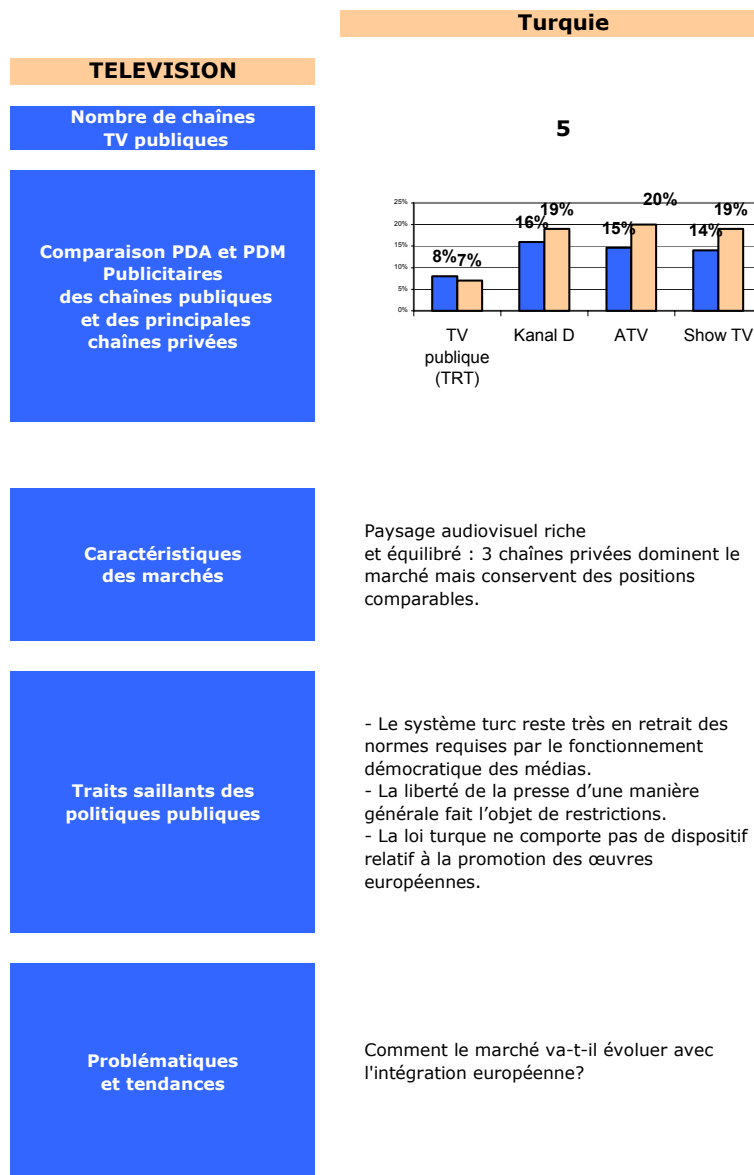 Turquie
TELEVISION
Nombre de chaînes
TV publiques
5
Comparaison PDA et PDM
Publicitaires
des chaînes publiques
et des principales
chaînes privées
25%
20%
15%
10%
5%
0%
8%
7%
16%
19%
15%
20%
14%
19%
TV
publique
(TRT)
Kanal D
ATV
Show TV
Caractéristiques
des marchés
Paysage audiovisuel riche
et équilibré : 3 chaînes privées dominent le
marché mais conservent des positions
comparables.
Traits saillants des
politiques publiques
- Le système turc reste très en retrait des
normes requises par le fonctionnement
démocratique des médias.
- La liberté de la presse d’une manière
générale fait l’objet de restrictions.
- La loi turque ne comporte pas de dispositif
relatif à la promotion des œuvres
européennes.
Problématiques
et tendances
Comment le marché va-t-il évoluer avec
l'intégration européenne?